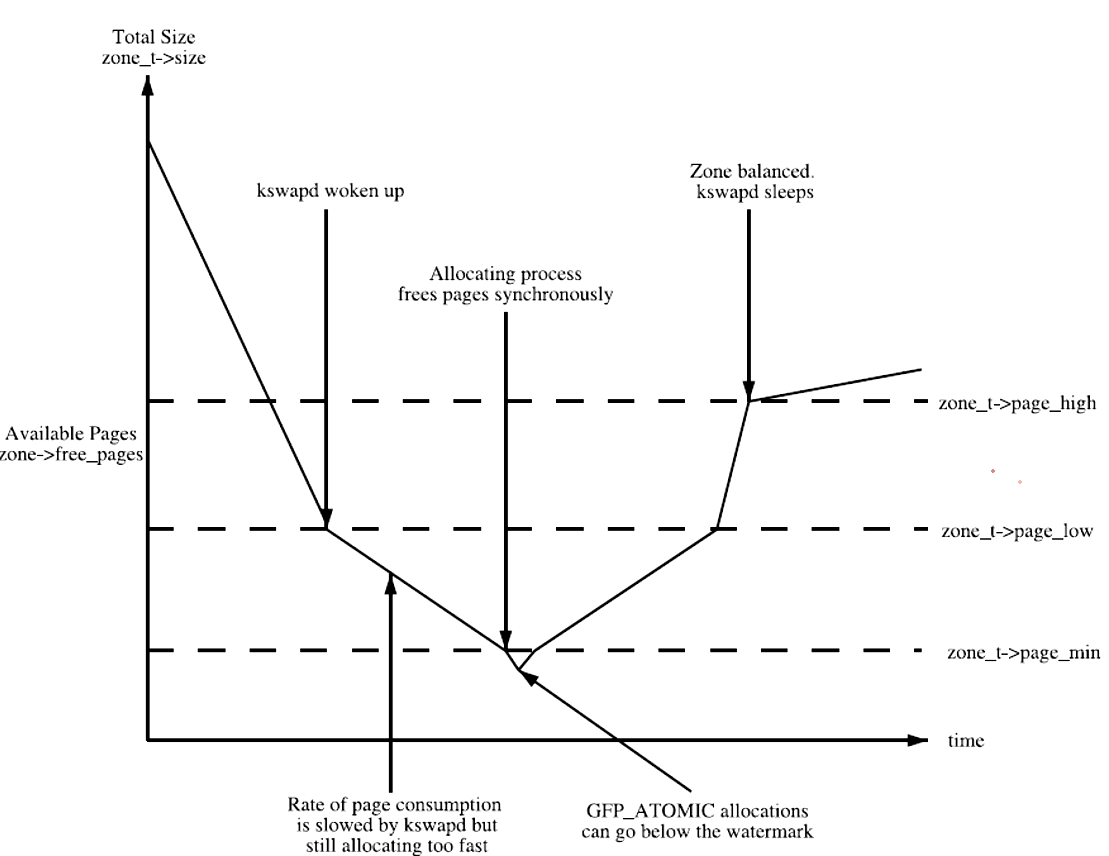 Total Size
zone_t->size
kswapd woken up
Zone balanced.
kswapd sleeps
Allocating process
frees pages synchronously
zone_t->page_high
Available Pages
zone->free_pages
zone_t->page_low
zone_t->page_min
time
Rate of page consumption
is slowed by kswapd but
still allocating too fast
GFP_ATOMIC allocations
can go below the watermark